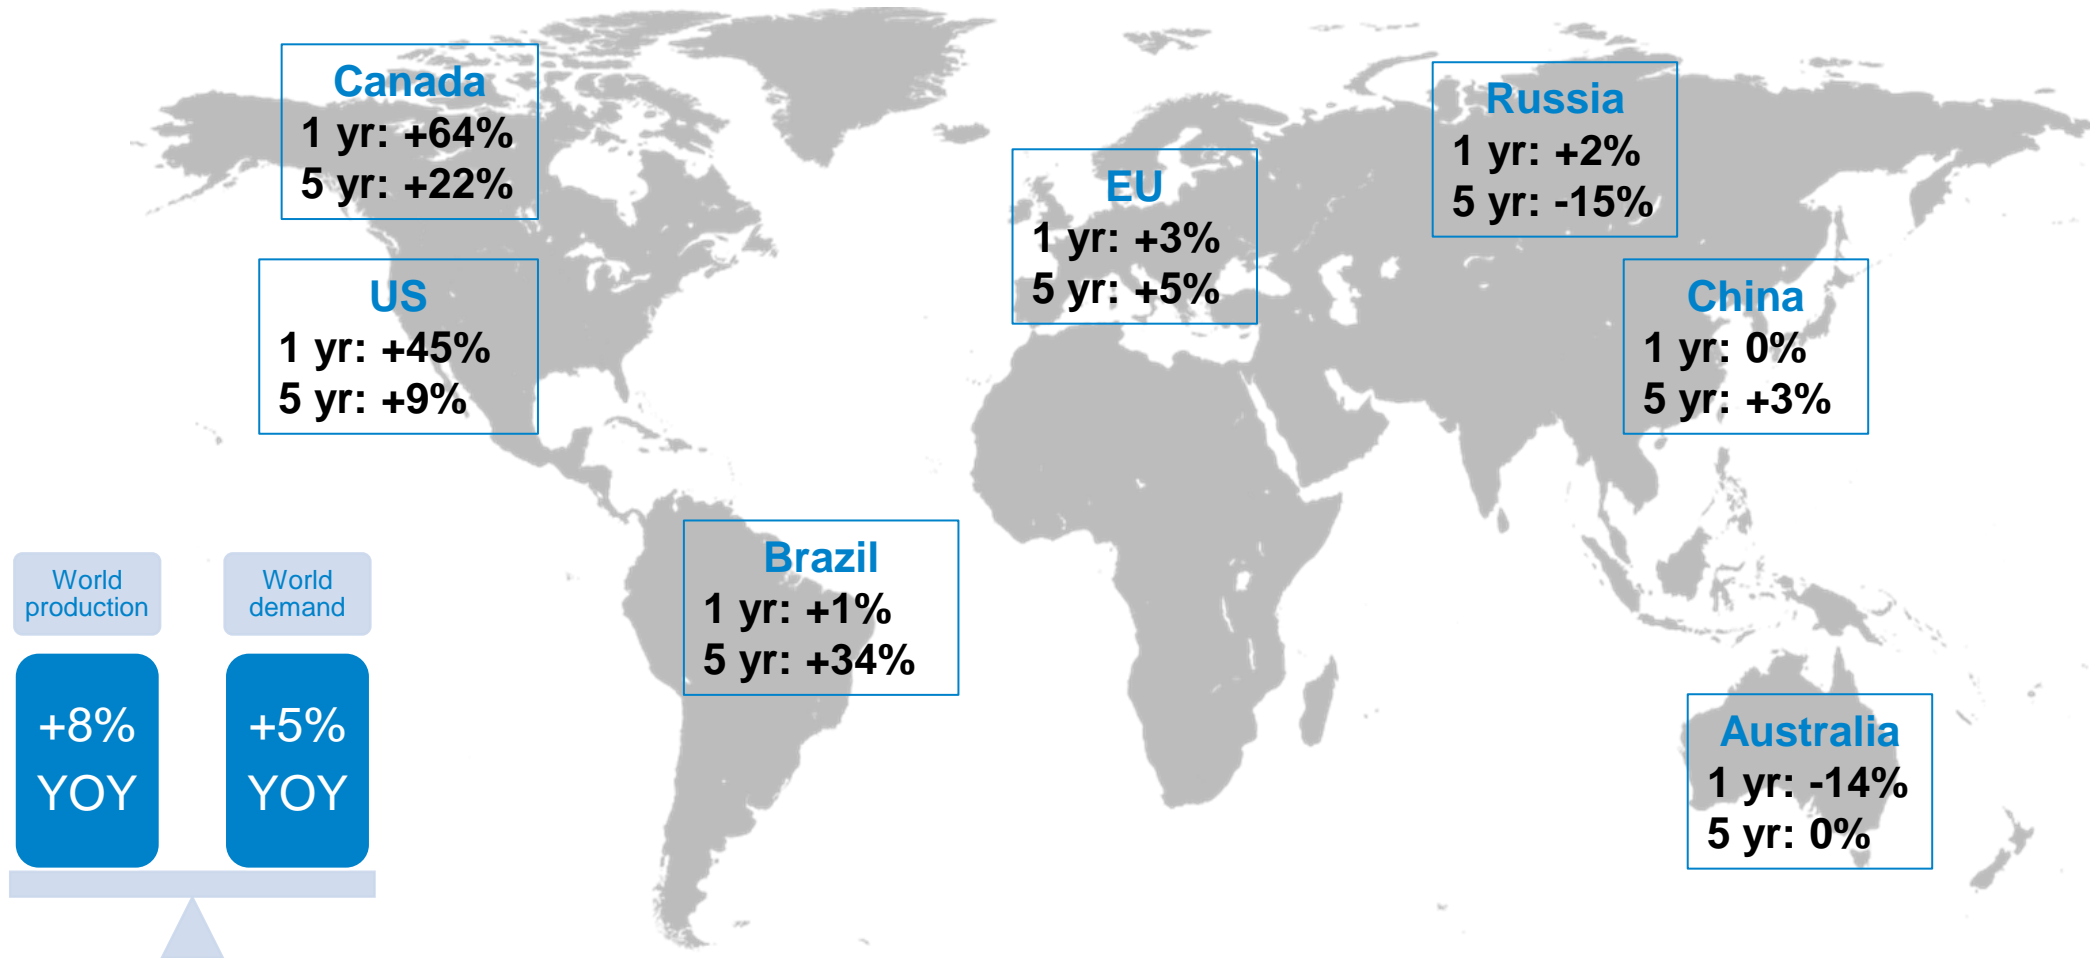 Canada
1 yr: +64%
5 yr: +22%
US
1 yr: +45%
5 yr: +9%
EU
1 yr: +3%
5 yr: +5%
Russia
1 yr: +2%
5 yr: -15%
China
1 yr: 0%
5 yr: +3%
Brazil
1 yr: +1%
5 yr: +34%
Australia
1 yr: -14%
5 yr: 0%
World
production
+8%
YOY
World
demand
+5%
YOY